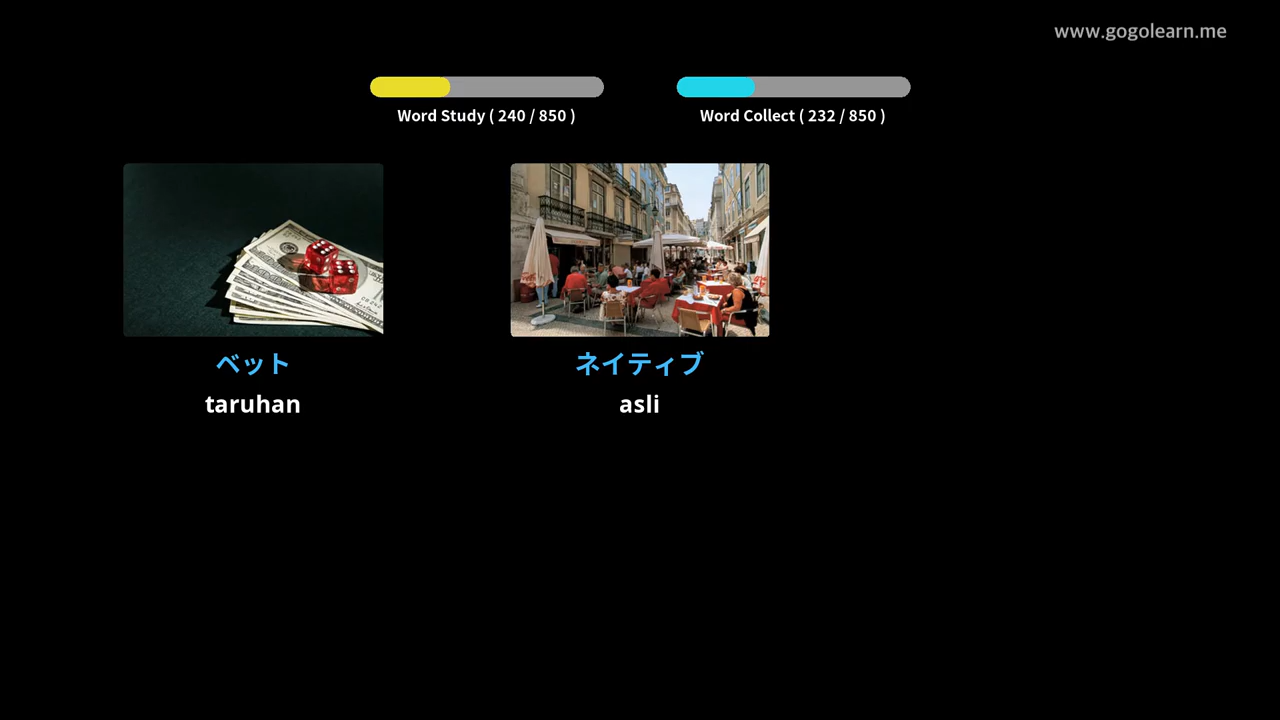 www.gogolearn.me
Word Study ( 240 / 850 )
Word Collect ( 232 / 850 )
ベット
ネイティブ
taruhan
asli